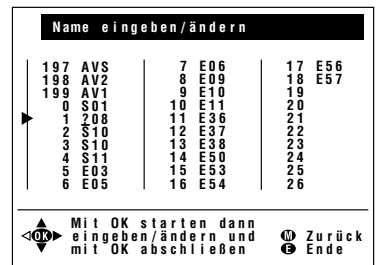 Name eingeben/ändern
197 AVS 7 E06 17 E56
198 AV2 8 E09 18 E57
199 AV1 9 E10 19
0 S01 10 E11 20
1 ?08 11 E36 21
2 S10 12 E37 22
3 S10 13 E38 23
4 S11 14 E50 24
5 E03 15 E53 25
6 E05 16 E54 26
Mit OK starten dann
OK eingeben/ändern und M Zurück
mit OK abschließen E Ende